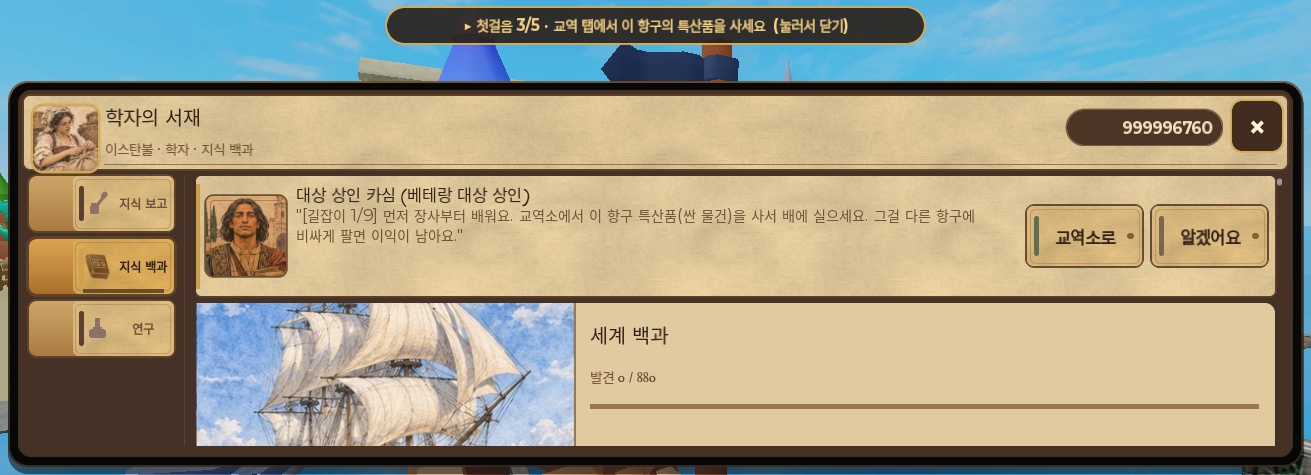 ▸ 첫걸음 3/5 · 교역 탭에서 이 항구의 특산품을 사세요 (눌러서 닫기)
학자의 서재
이스탄불 · 학자 · 지식 백과
999996760
×
지식 보고
지식 백과
연구
대상 상인 카심 (베테랑 대상 상인)
"[길잡이 1/9] 먼저 장사부터 배워요. 교역소에서 이 항구 특산품(싼 물건)을 사서 배에 실으세요. 그걸 다른 항구에
비싸게 팔면 이익이 남아요."
교역소로
알겠어요
세계 백과
발견 0 / 880